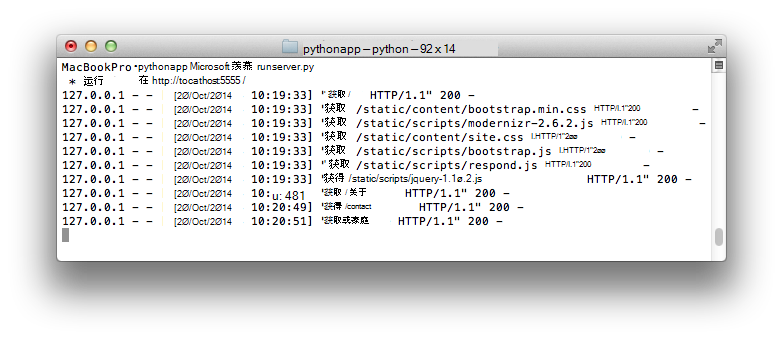 pythonapp — python — 92 x 14
MacBookPro•pythonapp Microsoft 羡慕 runserver.py
* 运行 在 http://tocathost5555 /
127.0.0.1 - - [2Ø/Oct/2Ø14 10:19:33] "获取 / HTTP/1.1" 200 -
127.0.0.1 - - [2Ø/Oct/2Ø14 10:19:33] "获取 /static/content/bootstrap.min.css HTTP/I.1"200 -
127.0.0.1 - - [2Ø/Oct/2Ø14 10:19:33] "获取 /static/scripts/modernizr-2.6.2.js HTTP/I.1"200 -
127.0.0.1 - - [2Ø/Oct/2Ø14 10:19:33] "获取 /static/content/site.css I.HTTP/1"2øø -
127.0.0.1 - - [2Ø/Oct/2Ø14 10:19:33] "获取 /static/scripts/bootstrap.js I.HTTP/1"2øø -
127.0.0.1 - - [2Ø/Oct/2Ø14 10:19:33] "获取 /static/scripts/respond.js HTTP/I.1"200 -
127.0.0.1 - - [2Ø/Oct/2Ø14 10:19:33] "获得 /static/scripts/jquery-1.1ø.2.js HTTP/1.1" 200 -
127.0.0.1 - - [2Ø/Oct/2Ø14 10: u: 481 "获取 / 关于 HTTP/1.1" 200 -
127.0.0.1 - - [2Ø/Oct/2Ø14 10:20:49] "获得 /contact HTTP/1.1" 200 -
127.0.0.1 - - [2Ø/Oct/2Ø14 10:20:51] "获取或家庭 HTTP/1.1" 200 -